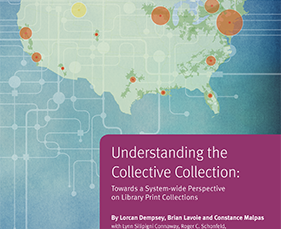 Understanding the
Collective Collection:
Towards a System-wide Perspective
on Library Print Collections
By Lorcan Dempsey, Brian Lavoie and Constance Malpas
with Lynn Silipigni Connaway, Roger C. Schonfeld,